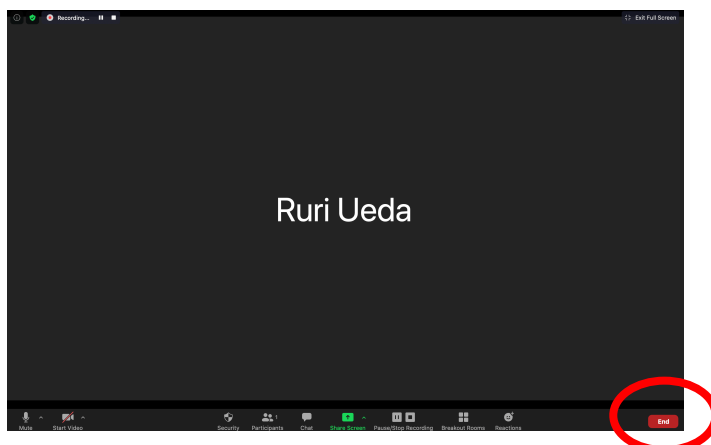 Recording...
Exit Full Screen
Ruri Ueda
Mute
Start Video
Security
Participants
1
Chat
Share Screen
Pause/Stop Recording
Breakout Rooms
Reactions
End